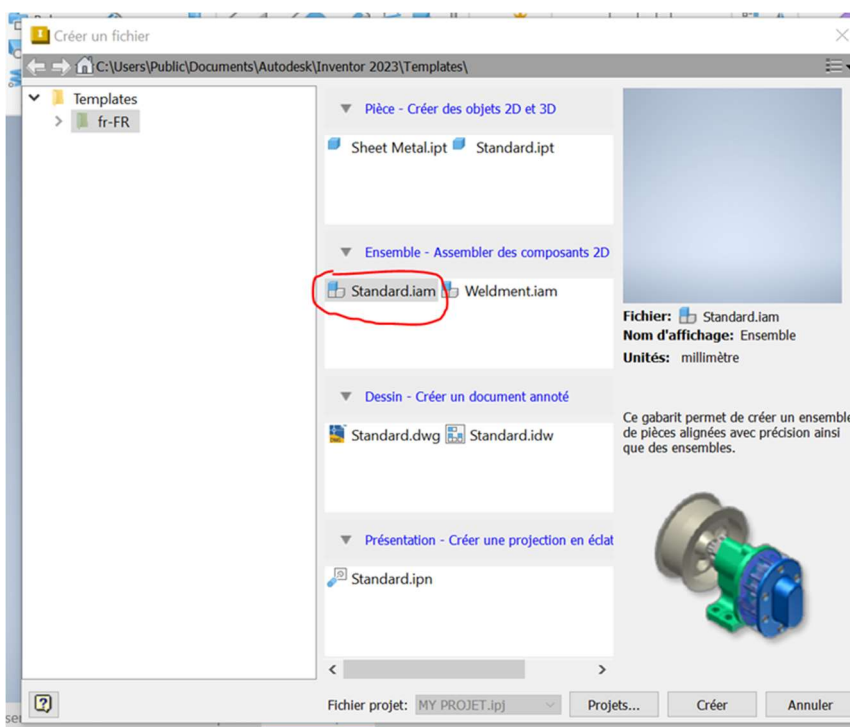 Créer un fichier
C:\Users\Public\Documents\Autodesk\Inventor 2023\Templates\
Templates
fr-FR
Pièce - Créer des objets 2D et 3D
Sheet Metal.ipt Standard.ipt
Ensemble - Assembler des composants 2D
Standard.iam Weldment.iam
Fichier: Standard.iam
Nom d'affichage: Ensemble
Unités: millimètre
Dessin - Créer un document annoté
Standard.dwg Standard.idw
Ce gabarit permet de créer un ensemble
de pièces alignées avec précision ainsi
que des ensembles.
Présentation - Créer une projection en éclat
Standard.ipn
Fichier projet: MY PROJET.ipj Projets... Créer Annuler